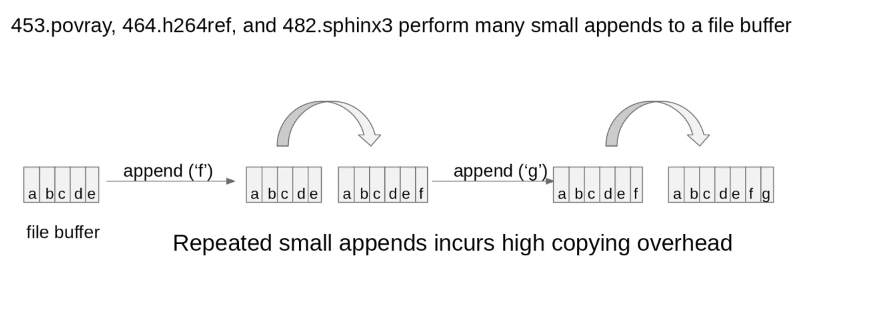 453.povray, 464.h264ref, and 482.sphinx3 perform many small appends to a file buffer
append (‘f’) append (‘g’)
a b c d e a b c d e a b c d e f a b c d e f a b c d e f g
file buffer
Repeated small appends incurs high copying overhead